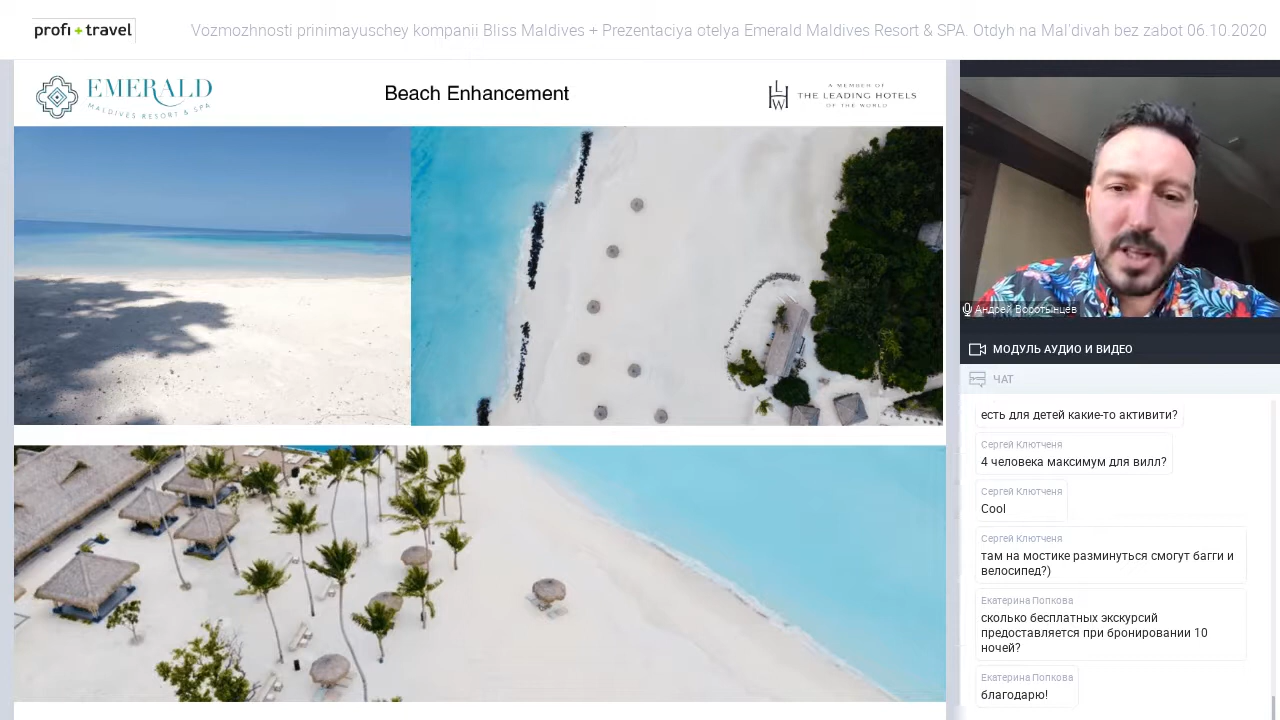 profi + travel
Vozmozhnosti prinimayuschey kompanii Bliss Maldives + Prezentaciya otelya Emerald Maldives Resort & SPA. Otdyh na Mal'divah bez zabot 06.10.2020
EMERALD
MALDIVES RESORT & SPA
Beach Enhancement
LHW
A MEMBER OF
THE LEADING HOTELS
OF THE WORLD
Андрей Воротынцев
МОДУЛЬ АУДИО И ВИДЕО
ЧАТ
есть для детей какие-то активити?
Сергей Клютченя
4 человека максимум для вилл?
Сергей Клютченя
Cool
Сергей Клютченя
там на мостике разминуться смогут багги и
велосипед?)
Екатерина Попкова
сколько бесплатных экскурсий
предоставляется при бронировании 10
ночей?
Екатерина Попкова
благодарю!